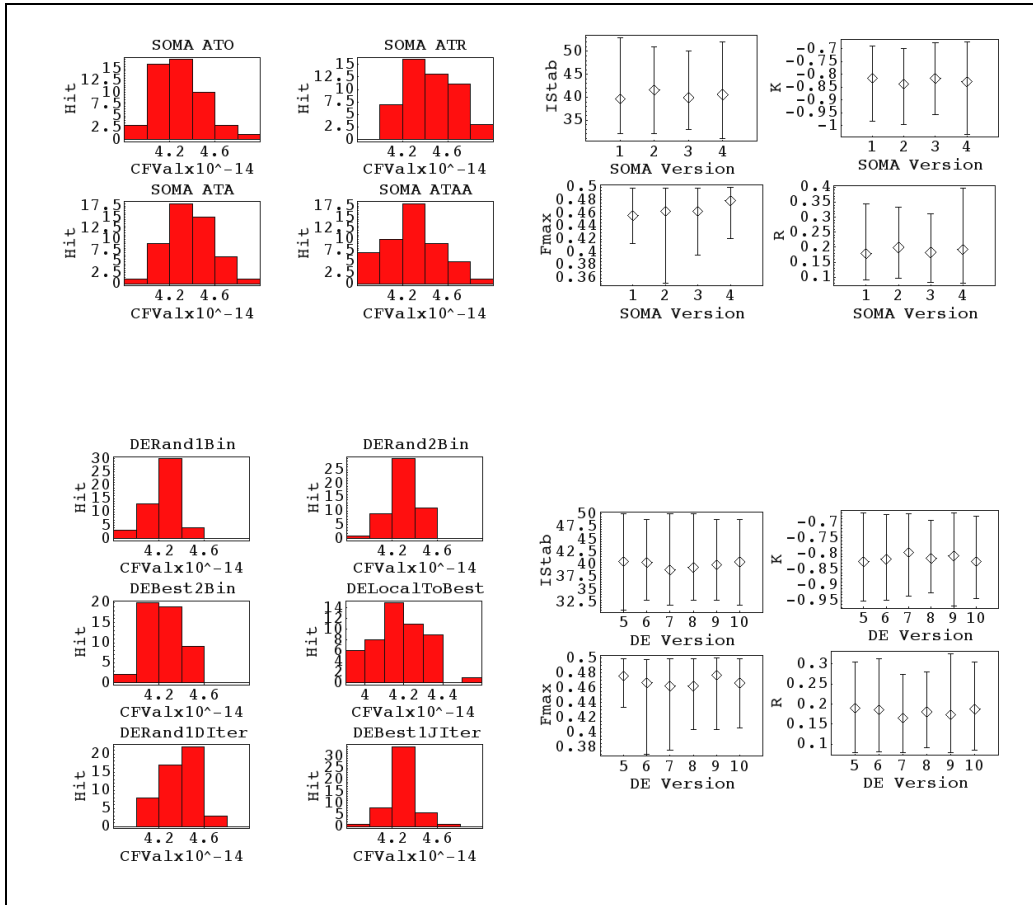 SOMA ATO
Hit
15
12.5
10
7.5
5
2.5
0
4.2 4.6
CFValx10^-14
SOMA ATR
Hit
15
12.5
10
7.5
5
2.5
0
4.2 4.6
CFValx10^-14
SOMA ATA
Hit
17.5
15
12.5
10
7.5
5
2.5
0
4.2 4.6
CFValx10^-14
SOMA ATAA
Hit
17.5
15
12.5
10
7.5
5
2.5
0
4.2 4.6
CFValx10^-14
IStab
50
45
40
35
1 2 3 4
SOMA Version
K
-0.7
-0.75
-0.8
-0.85
-0.9
-0.95
-1
1 2 3 4
SOMA Version
Fmax
0.5
0.48
0.46
0.44
0.42
0.4
0.38
0.36
1 2 3 4
SOMA Version
R
0.4
0.35
0.3
0.25
0.2
0.15
0.1
1 2 3 4
SOMA Version
DERand1Bin
Hit
30
25
20
15
10
5
0
4.2 4.6
CFValx10^-14
DERand2Bin
Hit
25
20
15
10
5
0
4.2 4.6
CFValx10^-14
DEBest2Bin
Hit
20
15
10
5
0
4.2 4.6
CFValx10^-14
DELocalToBest
Hit
14
12
10
8
6
4
2
0
4 4.2 4.4
CFValx10^-14
DERand1DIter
Hit
20
15
10
5
0
4.2 4.6
CFValx10^-14
DEBest1JIter
Hit
30
25
20
15
10
5
0
4.2 4.6
CFValx10^-14
IStab
50
47.5
45
42.5
40
37.5
35
32.5
5 6 7 8 9 10
DE Version
K
-0.7
-0.75
-0.8
-0.85
-0.9
-0.95
5 6 7 8 9 10
DE Version
Fmax
0.5
0.48
0.46
0.44
0.42
0.4
0.38
5 6 7 8 9 10
DE Version
R
0.3
0.25
0.2
0.15
0.1
5 6 7 8 9 10
DE Version